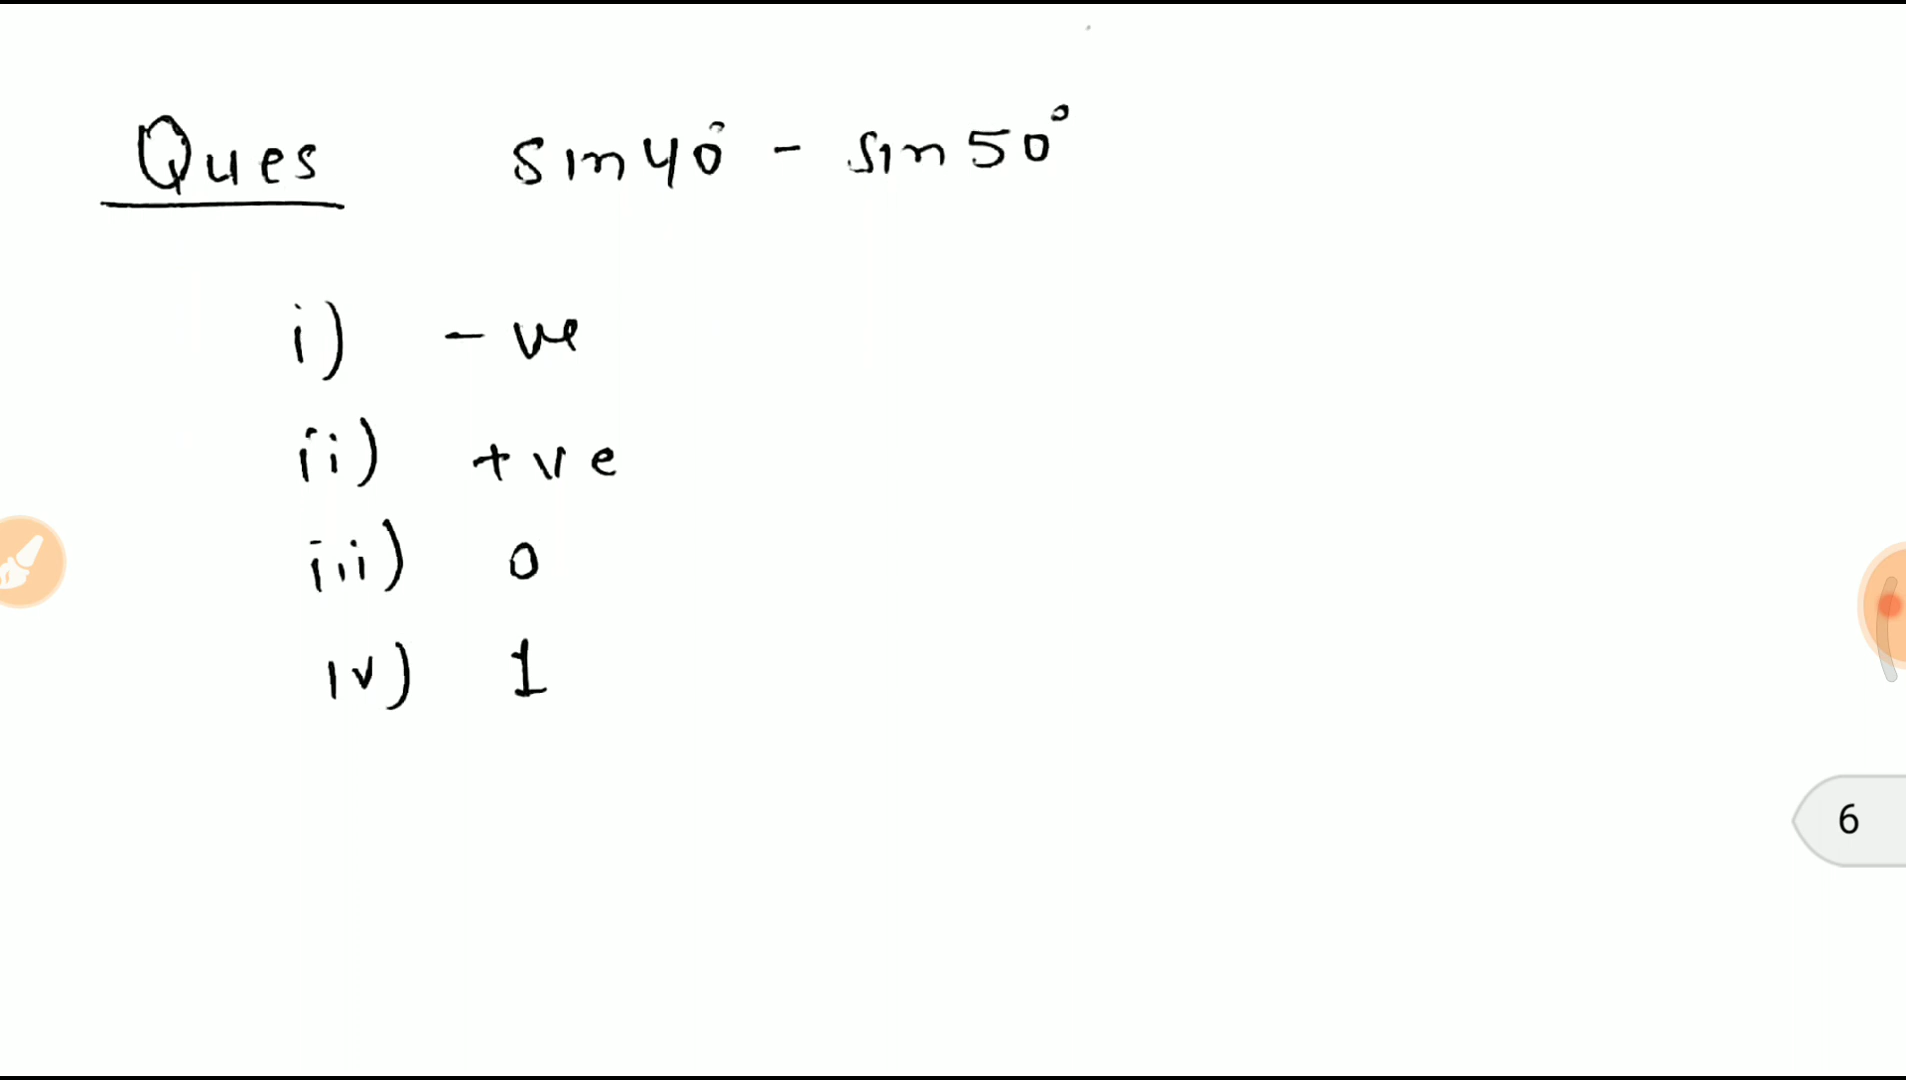 Ques sin40° - sin50°
i) -ve
ii) +ve
iii) 0
iv) 1
6